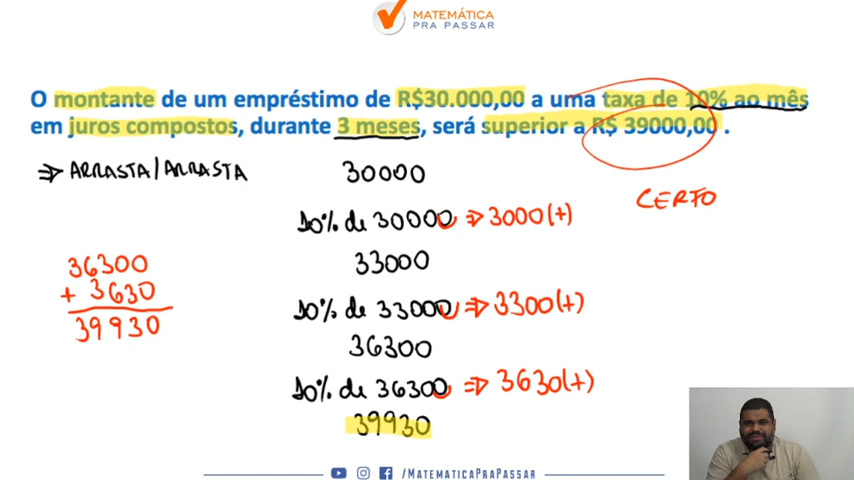 MATEMÁTICA
PRA PASSAR
O montante de um empréstimo de R$30.000,00 a uma taxa de 10% ao mês
em juros compostos, durante 3 meses, será superior a R$ 39000,00 .
⇒ ARRASTA/ARRASTA
30000
10% de 30000 ⇒ 3000(+)
CERTO
33000
36300
+ 3630
39930
10% de 33000 ⇒ 3300(+)
36300
10% de 36300 ⇒ 3630(+)
39930
/MATEMATICAPRAPASSAR